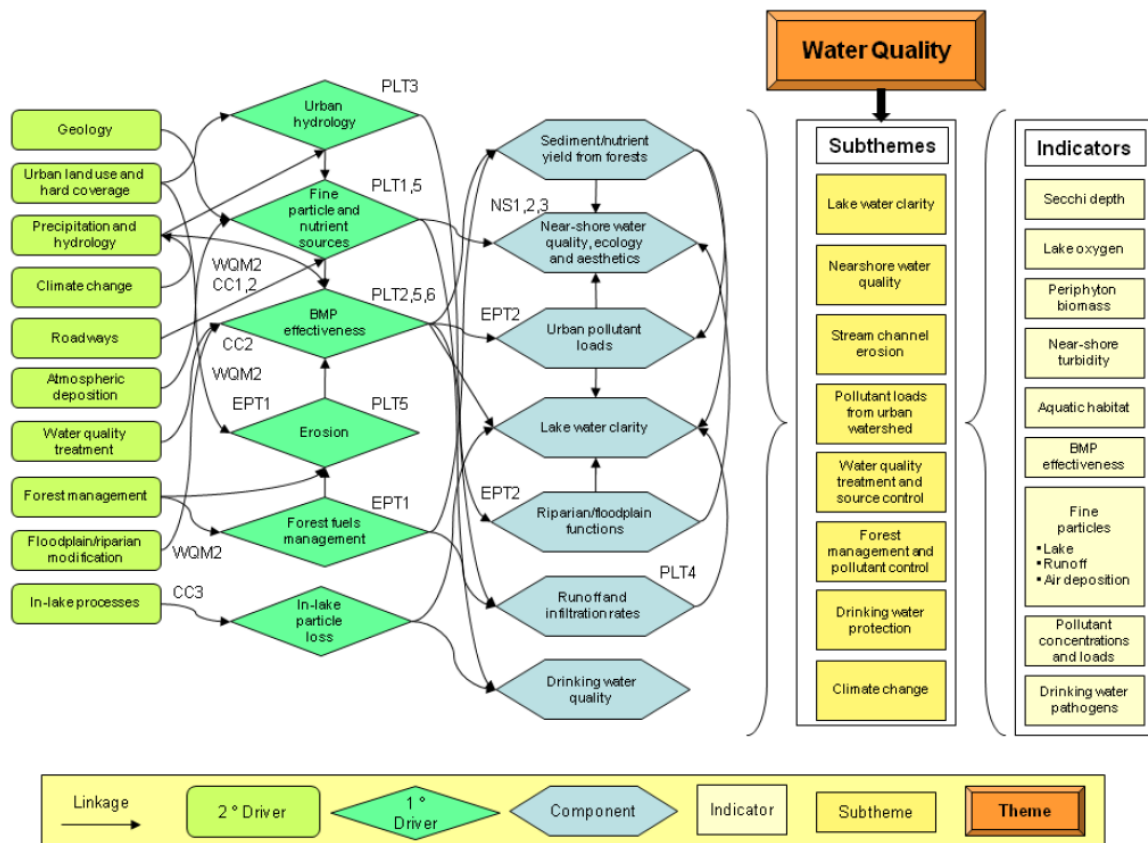 Water Quality
Geology
Urban land use and
hard coverage
Precipitation and
hydrology
Climate change
Roadways
Atmospheric
deposition
Water quality
treatment
Forest management
Floodplain/riparian
modification
In-lake processes
PLT3
Urban
hydrology
PLT1,5
Fine
particle and
nutrient
sources
WQM2
CC1,2
PLT2,5,6
BMP
effectiveness
CC2
WQM2
EPT1
PLT5
Erosion
EPT1
Forest fuels
management
WQM2
CC3
In-lake
particle
loss
Sediment/nutrient
yield from forests
NS1,2,3
Near-shore water
quality, ecology
and aesthetics
EPT2
Urban pollutant
loads
Lake water clarity
EPT2
Riparian/floodplain
functions
PLT4
Runoff and
infiltration rates
Drinking water
quality
Subthemes
Lake water clarity
Nearshore water
quality
Stream channel
erosion
Pollutant loads
from urban
watershed
Water quality
treatment and
source control
Forest
management and
pollutant control
Drinking water
protection
Climate change
Indicators
Secchi depth
Lake oxygen
Periphyton
biomass
Near-shore
turbidity
Aquatic habitat
BMP
effectiveness
Fine
particles
▪ Lake
▪ Runoff
▪ Air deposition
Pollutant
concentrations
and loads
Drinking water
pathogens
Linkage
2 ° Driver
1 °
Driver
Component
Indicator
Subtheme
Theme